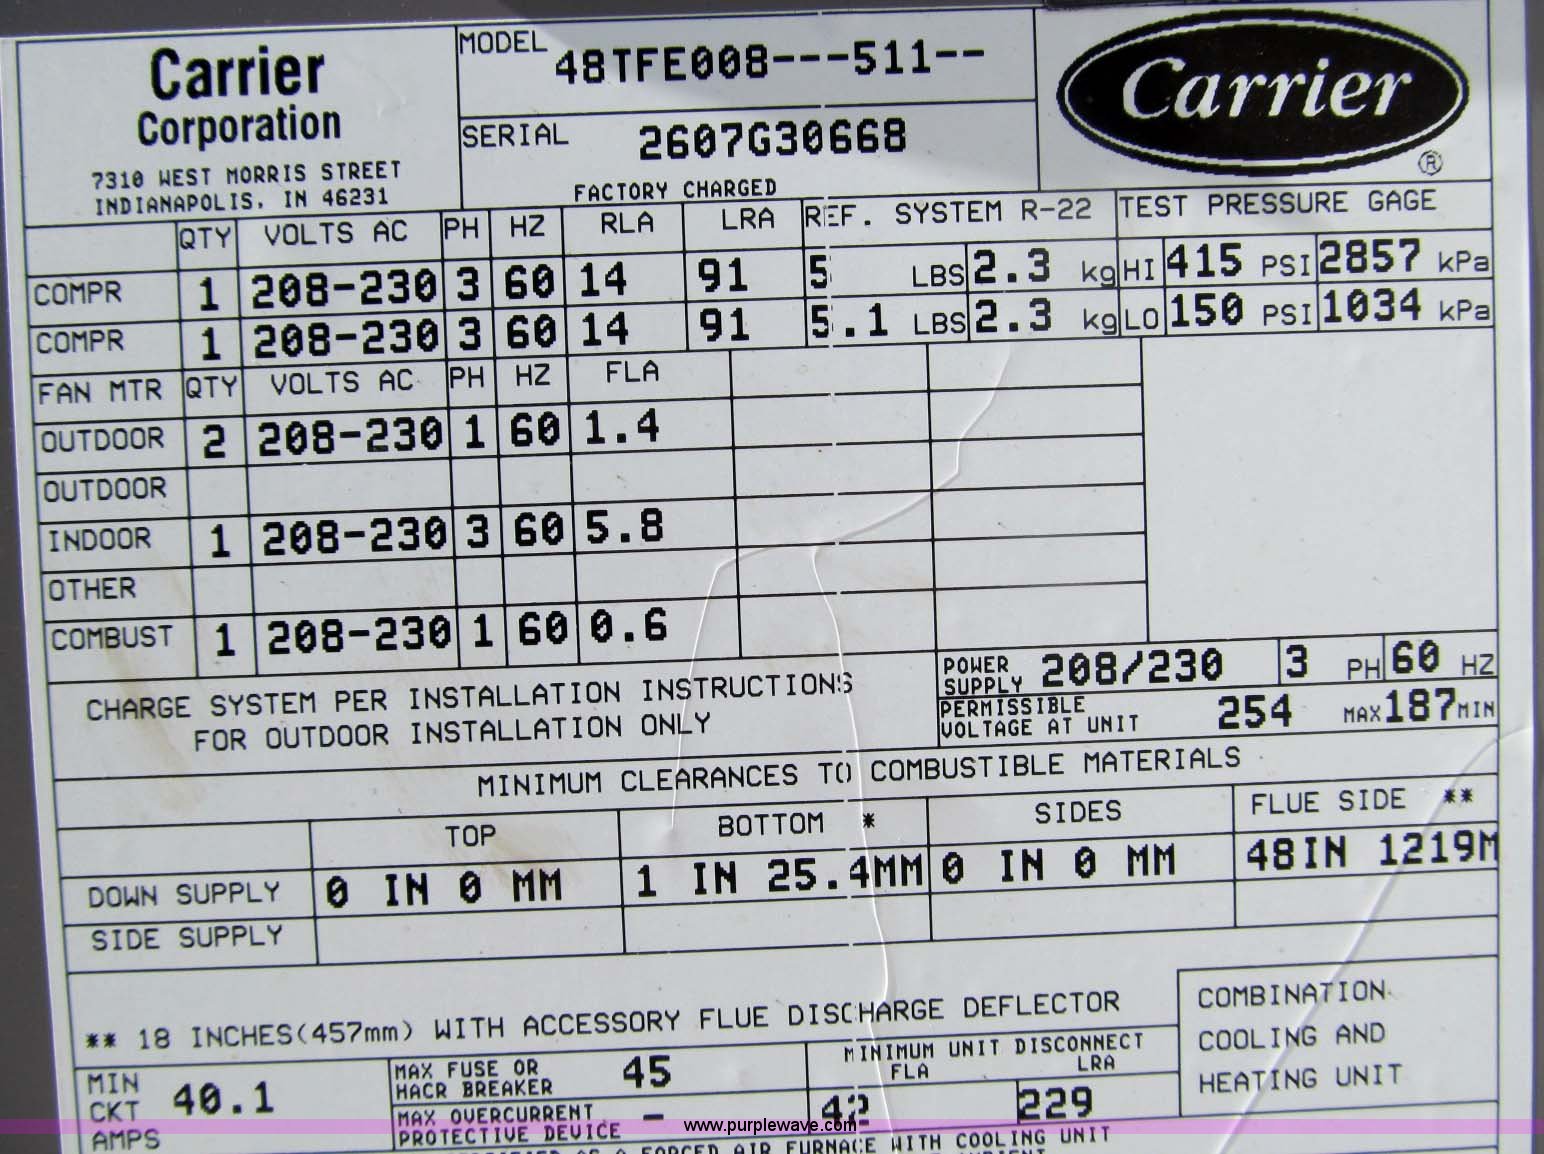 Carrier
Corporation
7310 WEST MORRIS STREET
INDIANAPOLIS, IN 46231
MODEL 48TFE008---511--
SERIAL 2607G30668
Carrier ®
FACTORY CHARGED
QTY VOLTS AC PH HZ RLA LRA REF. SYSTEM R-22 TEST PRESSURE GAGE
COMPR 1 208-230 3 60 14 91 5 LBS 2.3 kg HI 415 PSI 2857 kPa
COMPR 1 208-230 3 60 14 91 5.1 LBS 2.3 kg LO 150 PSI 1034 kPa
FAN MTR QTY VOLTS AC PH HZ FLA
OUTDOOR 2 208-230 1 60 1.4
OUTDOOR
INDOOR 1 208-230 3 60 5.8
OTHER
COMBUST 1 208-230 1 60 0.6
CHARGE SYSTEM PER INSTALLATION INSTRUCTIONS
FOR OUTDOOR INSTALLATION ONLY
POWER SUPPLY 208/230 3 PH 60 HZ
PERMISSIBLE VOLTAGE AT UNIT 254 MAX 187 MIN
MINIMUM CLEARANCES TO COMBUSTIBLE MATERIALS
TOP BOTTOM * SIDES FLUE SIDE **
DOWN SUPPLY 0 IN 0 MM 1 IN 25.4MM 0 IN 0 MM 48IN 1219M
SIDE SUPPLY
** 18 INCHES(457mm) WITH ACCESSORY FLUE DISCHARGE DEFLECTOR
COMBINATION
COOLING AND
HEATING UNIT
MIN
CKT 40.1
AMPS
MAX FUSE OR
HACR BREAKER 45
MAX OVERCURRENT
PROTECTIVE DEVICE -
MINIMUM UNIT DISCONNECT
FLA LRA
42 229
www.purplewave.com
AS A FORCED AIR FURNACE WITH COOLING UNIT